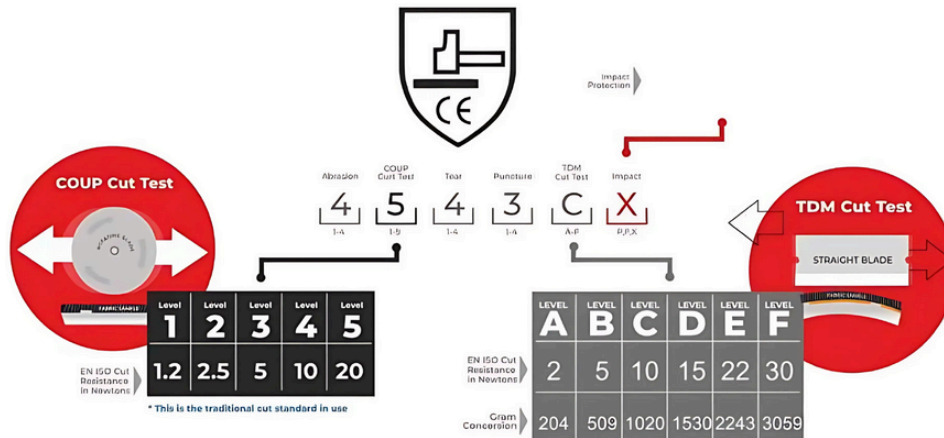 CE
Impact
Protection
Abrasion COUP Cut Test Tear Puncture TDM Cut Test Impact
4 5 4 3 C X
1-4 1-5 1-4 1-4 A-F P,F,X
COUP Cut Test
ROTATING BLADE
FABRIC SAMPLE
TDM Cut Test
STRAIGHT BLADE
FABRIC SAMPLE
Level Level Level Level Level
1 2 3 4 5
EN ISO Cut
Resistance
in Newtons
1.2 2.5 5 10 20
* This is the traditional cut standard in use
LEVEL LEVEL LEVEL LEVEL LEVEL LEVEL
A B C D E F
EN ISO Cut
Resistance
in Newtons
2 5 10 15 22 30
Gram
Conversion
204 509 1020 1530 2243 3059